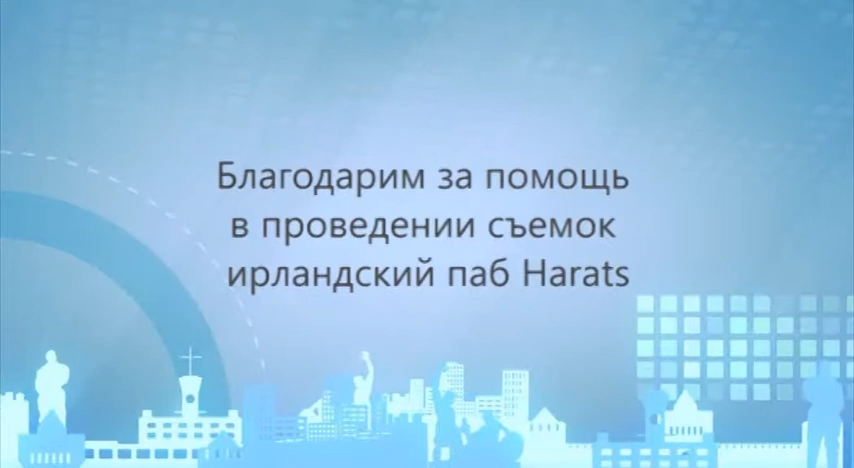 Благодарим за помощь
в проведении съемок
ирландский паб Harats